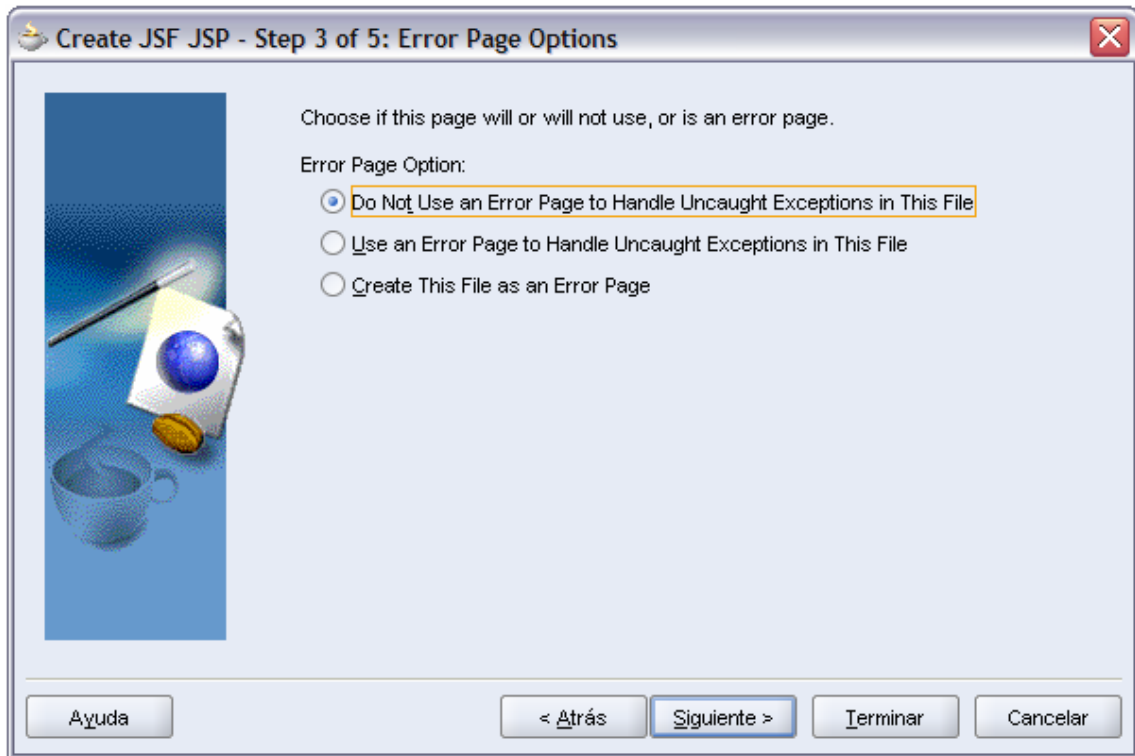 Create JSF JSP - Step 3 of 5: Error Page Options
Choose if this page will or will not use, or is an error page.
Error Page Option:
Do Not Use an Error Page to Handle Uncaught Exceptions in This File
Use an Error Page to Handle Uncaught Exceptions in This File
Create This File as an Error Page
Ayuda
< Atrás
Siguiente >
Terminar
Cancelar